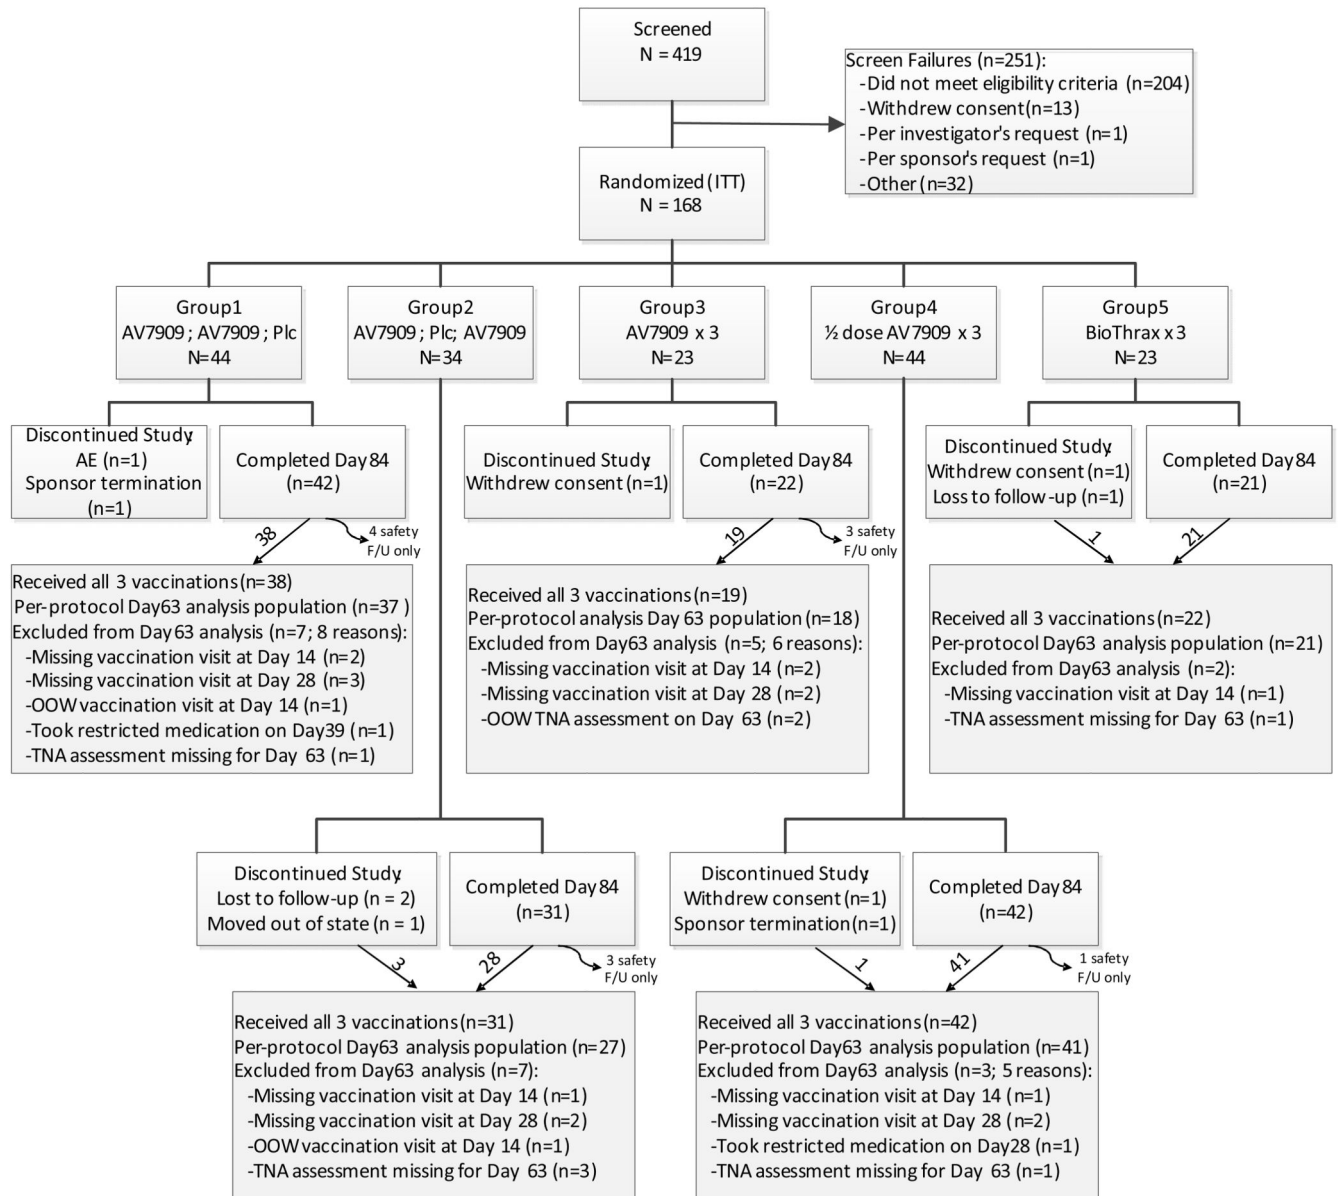 Screened
N = 419
Screen Failures (n=251):
-Did not meet eligibility criteria (n=204)
-Withdrew consent(n=13)
-Per investigator's request (n=1)
-Per sponsor's request (n=1)
-Other (n=32)
Randomized (ITT)
N = 168
Group1
AV7909 ; AV7909 ; Plc
N=44
Group2
AV7909 ; Plc; AV7909
N=34
Group3
AV7909 x 3
N=23
Group4
½ dose AV7909 x 3
N=44
Group5
BioThrax x 3
N=23
Discontinued Study:
AE (n=1)
Sponsor termination
(n=1)
Completed Day 84
(n=42)
Discontinued Study:
Withdrew consent (n=1)
Completed Day 84
(n=22)
Discontinued Study:
Withdrew consent (n=1)
Loss to follow-up (n=1)
Completed Day 84
(n=21)
38
4 safety
F/U only
19
3 safety
F/U only
1
21
Received all 3 vaccinations (n=38)
Per-protocol Day63 analysis population (n=37 )
Excluded from Day63 analysis (n=7; 8 reasons):
-Missing vaccination visit at Day 14 (n=2)
-Missing vaccination visit at Day 28 (n=3)
-OOW vaccination visit at Day 14 (n=1)
-Took restricted medication on Day39 (n=1)
-TNA assessment missing for Day 63 (n=1)
Received all 3 vaccinations (n=19)
Per-protocol analysis Day 63 population (n=18)
Excluded from Day63 analysis (n=5; 6 reasons):
-Missing vaccination visit at Day 14 (n=2)
-Missing vaccination visit at Day 28 (n=2)
-OOW TNA assessment on Day 63 (n=2)
Received all 3 vaccinations (n=22)
Per-protocol Day63 analysis population (n=21)
Excluded from Day63 analysis (n=2):
-Missing vaccination visit at Day 14 (n=1)
-TNA assessment missing for Day 63 (n=1)
Discontinued Study:
Lost to follow-up (n = 2)
Moved out of state (n = 1)
Completed Day 84
(n=31)
Discontinued Study:
Withdrew consent (n=1)
Sponsor termination(n=1)
Completed Day 84
(n=42)
3
28
3 safety
F/U only
1
41
1 safety
F/U only
Received all 3 vaccinations (n=31)
Per-protocol Day63 analysis population (n=27)
Excluded from Day63 analysis (n=7):
-Missing vaccination visit at Day 14 (n=1)
-Missing vaccination visit at Day 28 (n=2)
-OOW vaccination visit at Day 14 (n=1)
-TNA assessment missing for Day 63 (n=3)
Received all 3 vaccinations (n=42)
Per-protocol Day63 analysis population (n=41)
Excluded from Day63 analysis (n=3; 5 reasons):
-Missing vaccination visit at Day 14 (n=1)
-Missing vaccination visit at Day 28 (n=2)
-Took restricted medication on Day28 (n=1)
-TNA assessment missing for Day 63 (n=1)